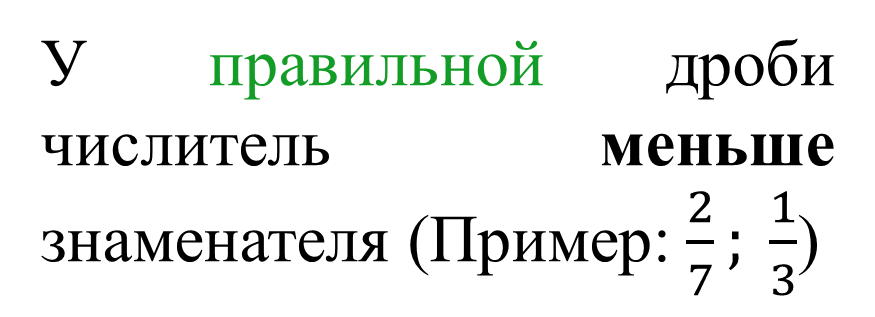 У правильной дроби
числитель меньше
знаменателя (Пример: 2/7 ; 1/3)